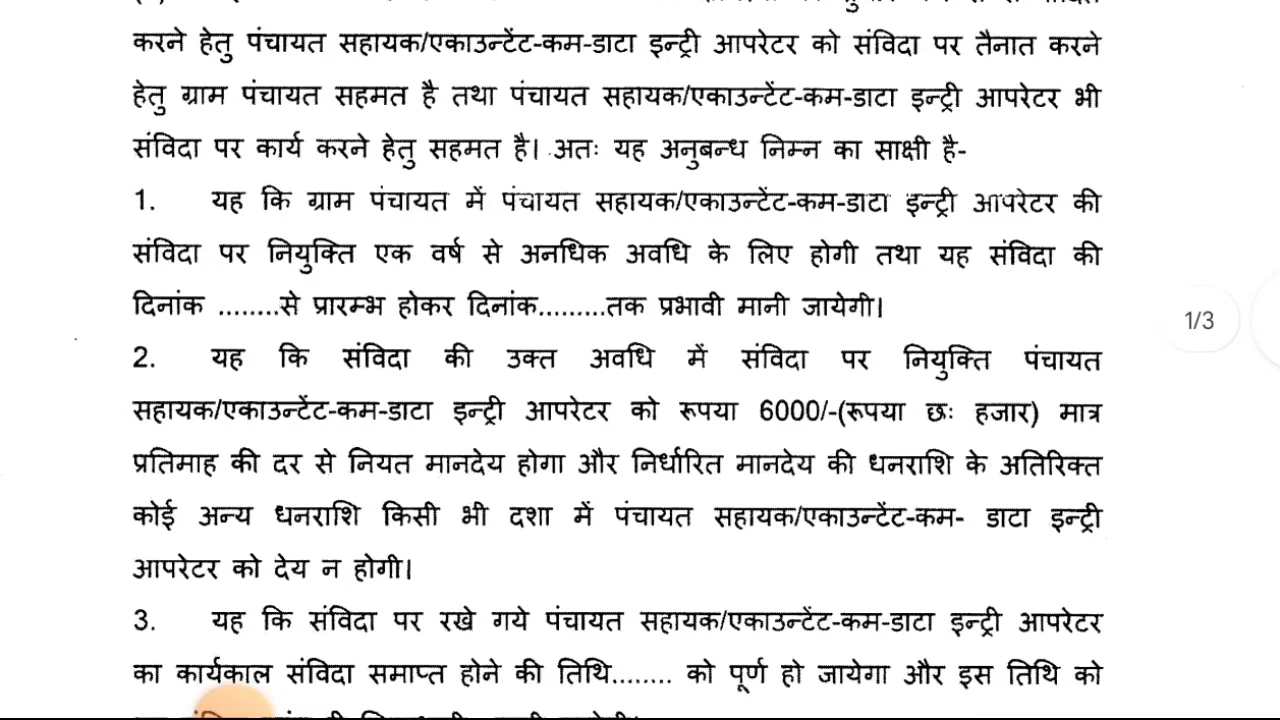 करने हेतु पंचायत सहायक/एकाउन्टेंट-कम-डाटा इन्ट्री आपरेटर को संविदा पर तैनात करने
हेतु ग्राम पंचायत सहमत है तथा पंचायत सहायक/एकाउन्टेंट-कम-डाटा इन्ट्री आपरेटर भी
संविदा पर कार्य करने हेतु सहमत है। अतः यह अनुबन्ध निम्न का साक्षी है-
1. यह कि ग्राम पंचायत में पंचायत सहायक/एकाउन्टेंट-कम-डाटा इन्ट्री आपरेटर की
संविदा पर नियुक्ति एक वर्ष से अनधिक अवधि के लिए होगी तथा यह संविदा की
दिनांक ........से प्रारम्भ होकर दिनांक.........तक प्रभावी मानी जायेगी।
1/3
2. यह कि संविदा की उक्त अवधि में संविदा पर नियुक्ति पंचायत
सहायक/एकाउन्टेंट-कम-डाटा इन्ट्री आपरेटर को रूपया 6000/-(रूपया छः हजार) मात्र
प्रतिमाह की दर से नियत मानदेय होगा और निर्धारित मानदेय की धनराशि के अतिरिक्त
कोई अन्य धनराशि किसी भी दशा में पंचायत सहायक/एकाउन्टेंट-कम- डाटा इन्ट्री
आपरेटर को देय न होगी।
3. यह कि संविदा पर रखे गये पंचायत सहायक/एकाउन्टेंट-कम-डाटा इन्ट्री आपरेटर
का कार्यकाल संविदा समाप्त होने की तिथि........ को पूर्ण हो जायेगा और इस तिथि को